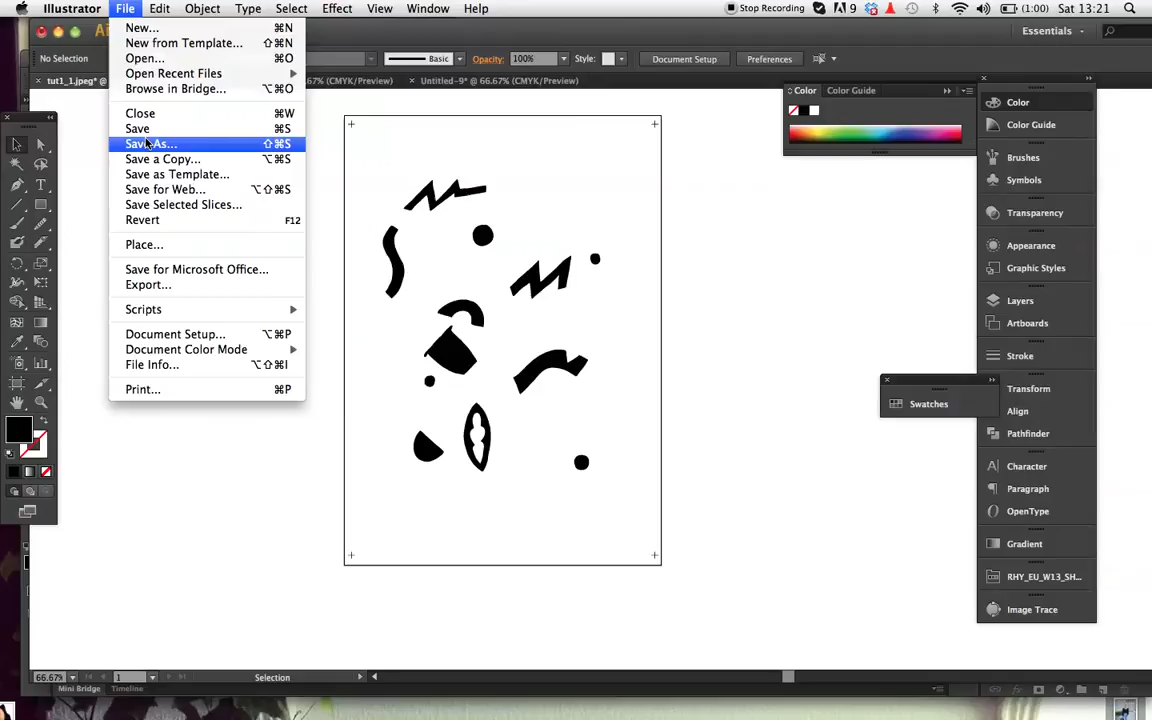 Illustrator File Edit Object Type Select Effect View Window Help Stop Recording 9 (1:00) Sat 13:21
Essentials
No Selection Basic Opacity: 100% Style: Document Setup Preferences
tut1_1.jpeg* @ 66.67% (CMYK/Preview) Untitled-9* @ 66.67% (CMYK/Preview)
New... ⌘N
New from Template... ⇧⌘N
Open... ⌘O
Open Recent Files
Browse in Bridge... ⌥⌘O
Close ⌘W
Save ⌘S
Save As... ⇧⌘S
Save a Copy... ⌥⌘S
Save as Template...
Save for Web... ⌥⇧⌘S
Save Selected Slices...
Revert F12
Place...
Save for Microsoft Office...
Export...
Scripts
Document Setup... ⌥⌘P
Document Color Mode
File Info... ⌥⇧⌘I
Print... ⌘P
Color Color Guide
Color
Color Guide
Brushes
Symbols
Transparency
Appearance
Graphic Styles
Layers
Artboards
Stroke
Transform
Align
Pathfinder
Character
Paragraph
OpenType
Gradient
RHY_EU_W13_SH...
Image Trace
Swatches
66.67% 1 Selection
Mini Bridge Timeline